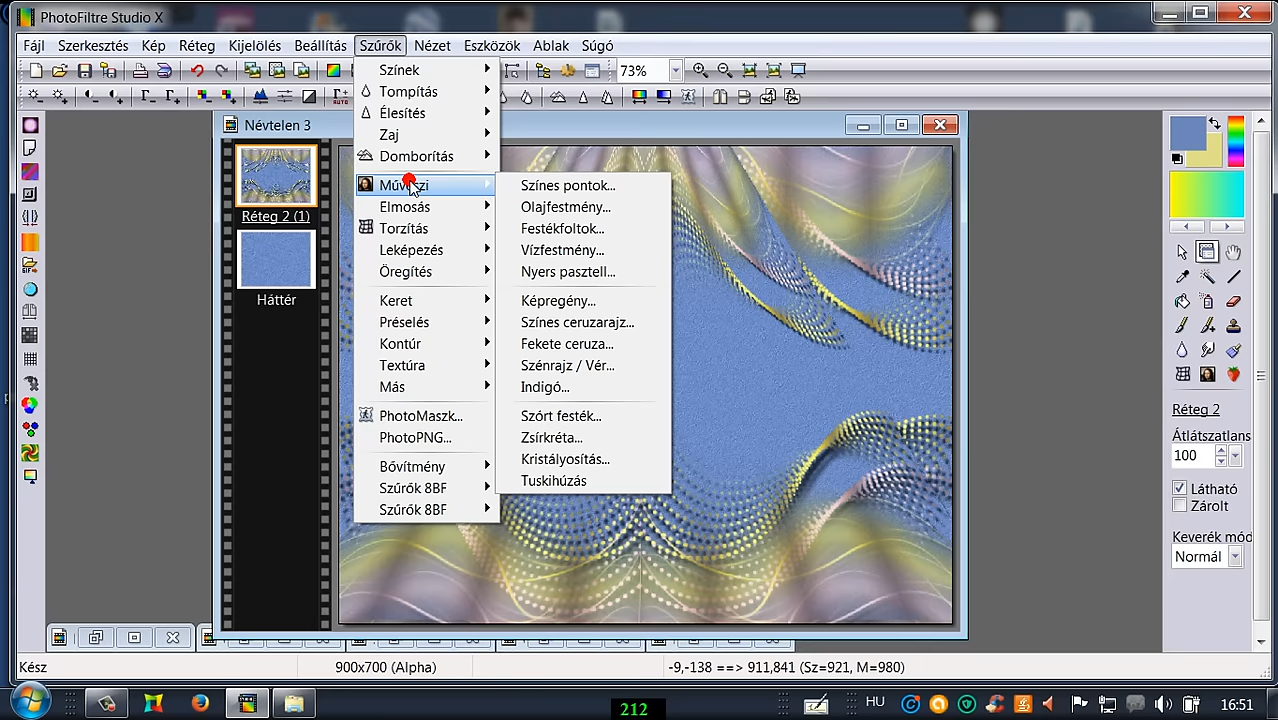 PhotoFiltre Studio X
Fájl Szerkesztés Kép Réteg Kijelölés Beállítás Szűrők Nézet Eszközök Ablak Súgó
73%
AUTO
Színek
Tompítás
Élesítés
Zaj
Domborítás
Művészi
Elmosás
Torzítás
Leképezés
Öregítés
Keret
Préselés
Kontúr
Textúra
Más
PhotoMaszk...
PhotoPNG...
Bővítmény
Szűrők 8BF
Szűrők 8BF
Színes pontok...
Olajfestmény...
Festékfoltok...
Vízfestmény...
Nyers pasztell...
Képregény...
Színes ceruzarajz...
Fekete ceruza...
Szénrajz / Vér...
Indigó...
Szórt festék...
Zsírkréta...
Kristályosítás...
Tuskihúzás
Névtelen 3
Réteg 2 (1)
Háttér
GIF
Réteg 2
Átlátszatlans
100
Látható
Zárolt
Keverék mód
Normál
Kész 900x700 (Alpha) -9,-138 ==> 911,841 (Sz=921, M=980)
212
HU
16:51